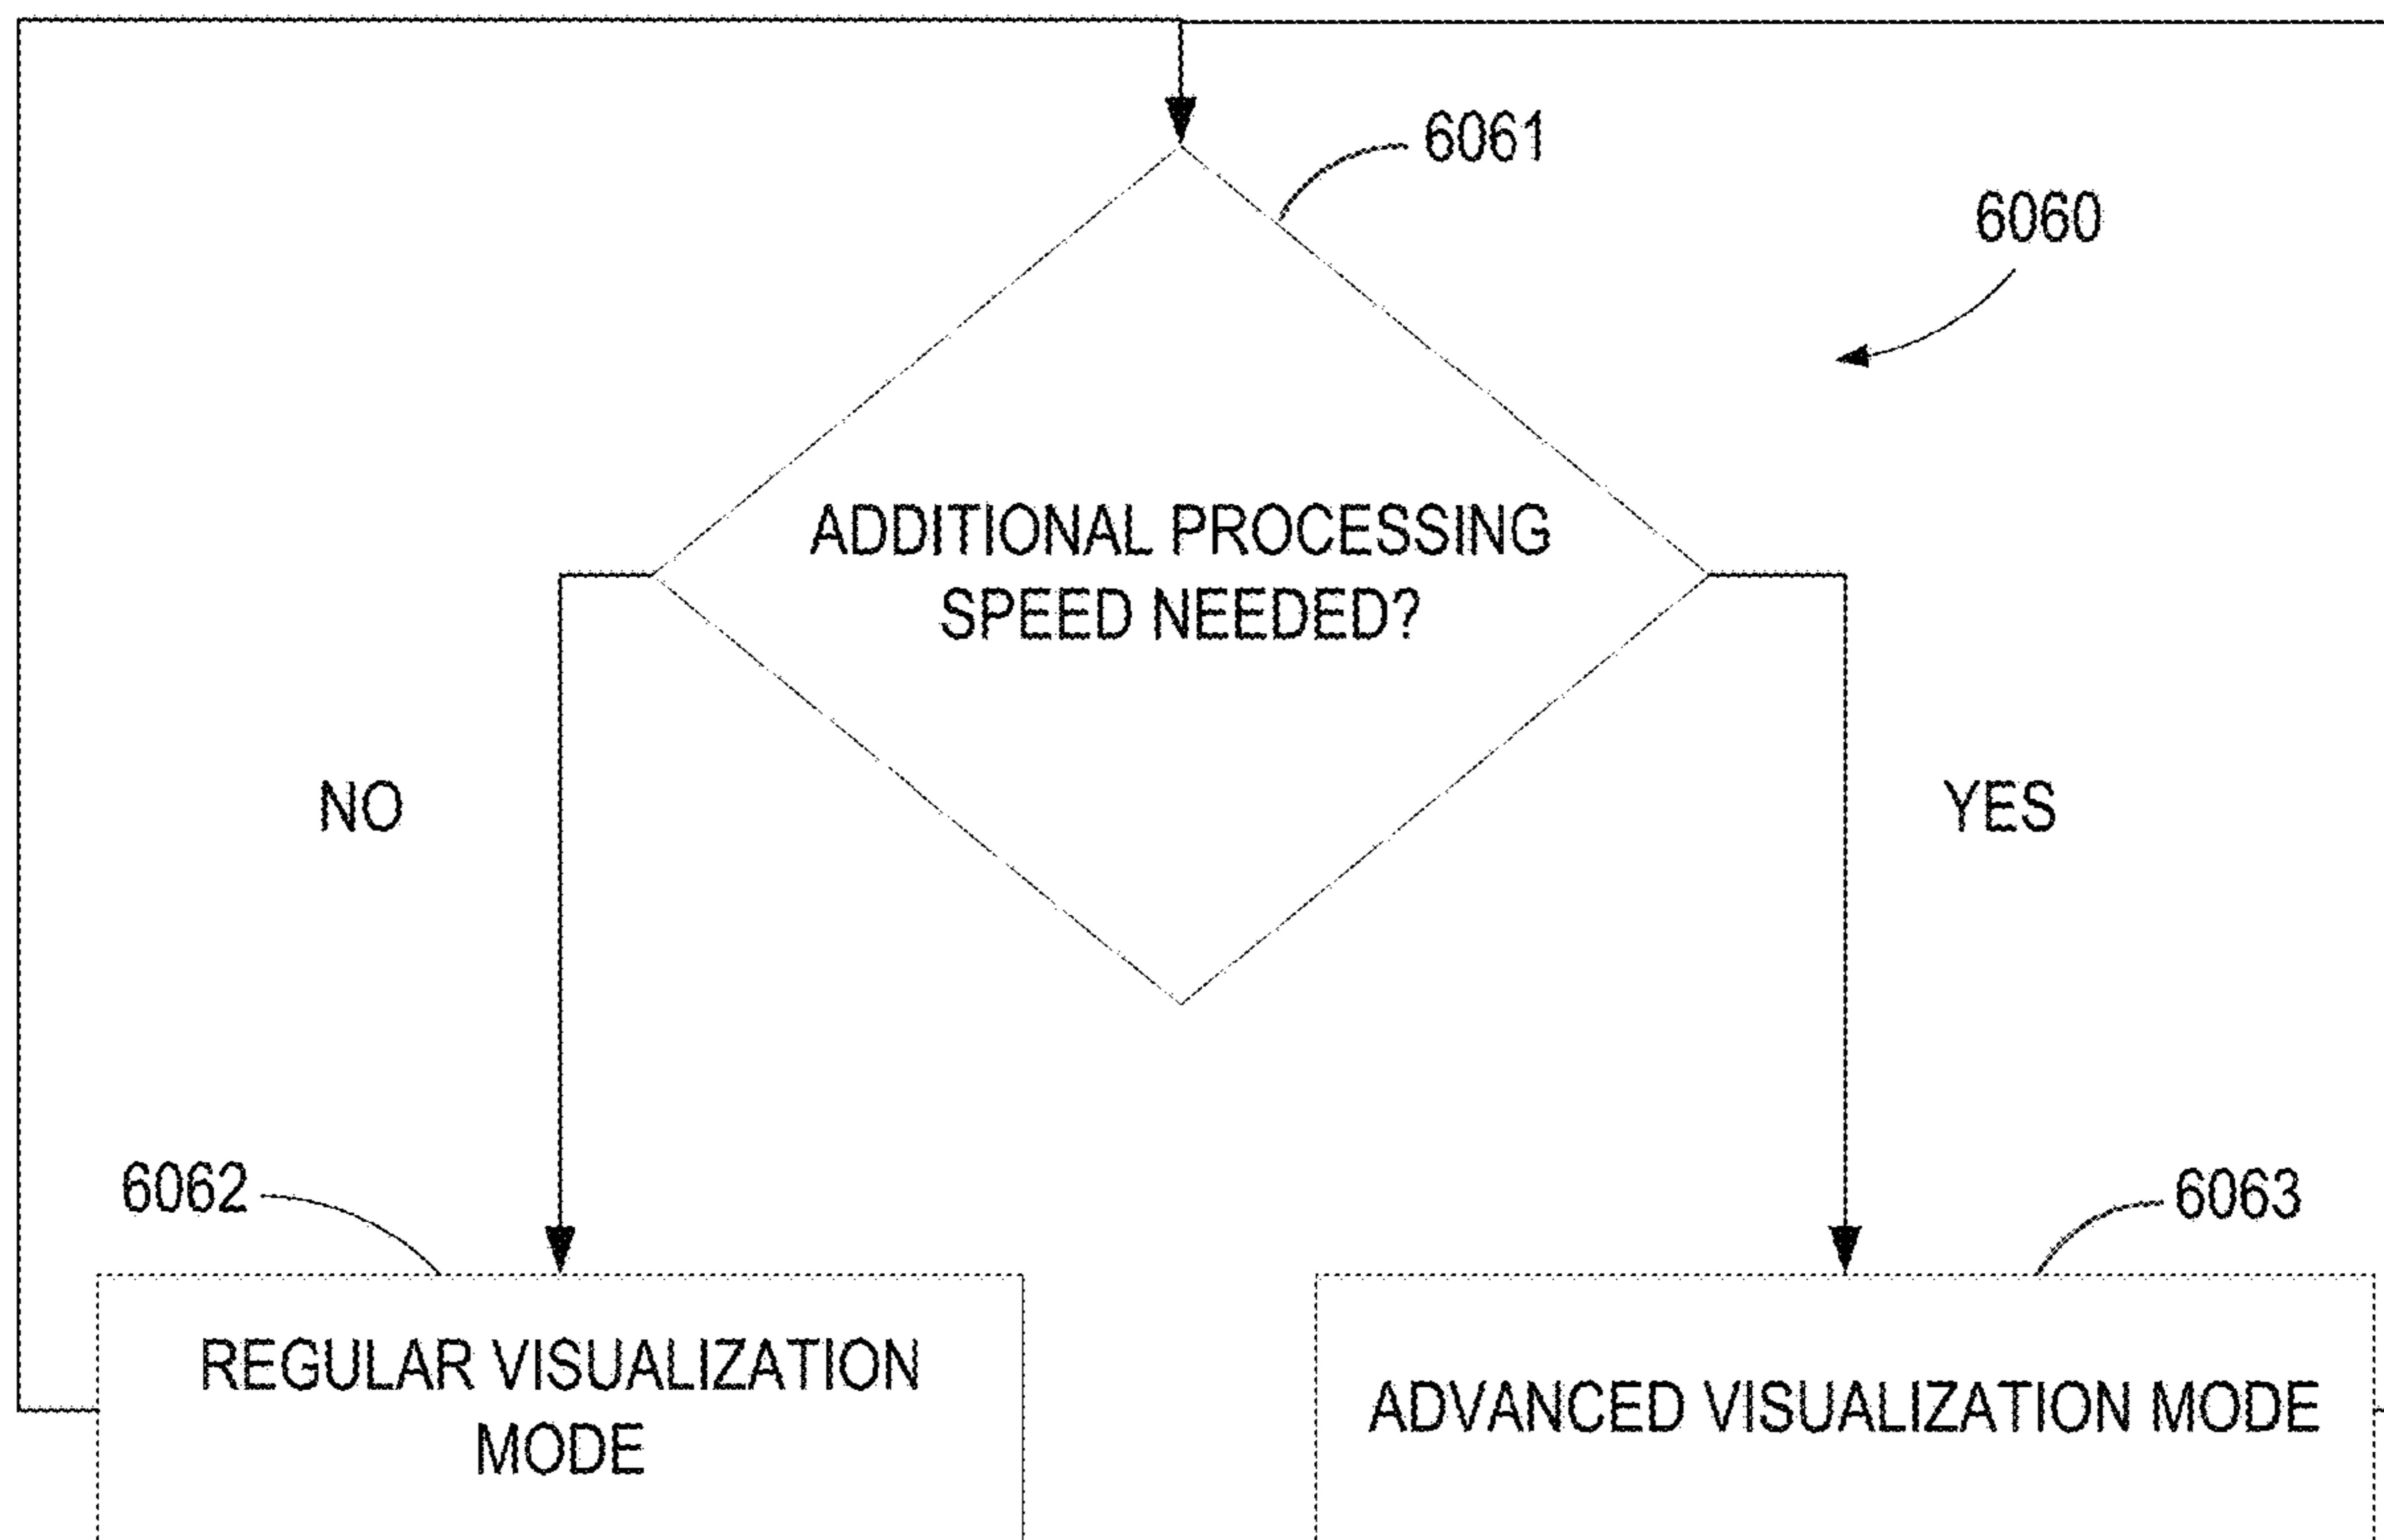 6061
6060
ADDITIONAL PROCESSING
SPEED NEEDED?
NO
YES
6062
6063
REGULAR VISUALIZATION
MODE
ADVANCED VISUALIZATION MODE